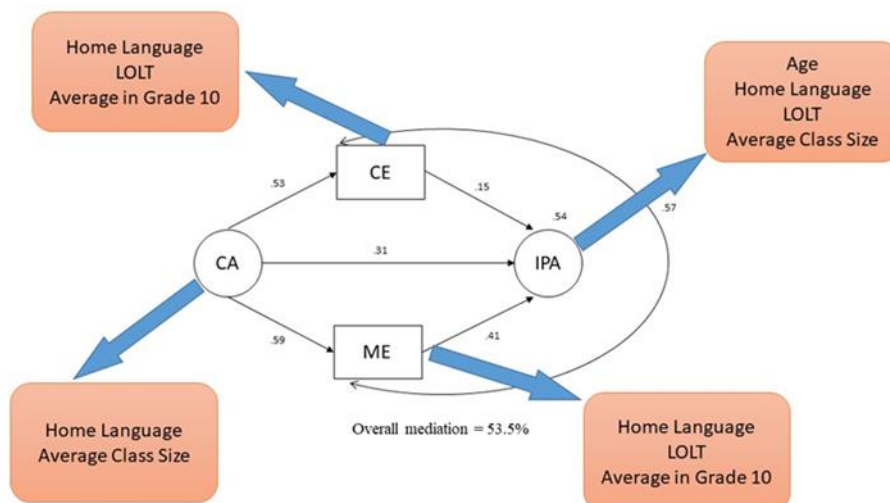 Home Language
LOLT
Average in Grade 10
Age
Home Language
LOLT
Average Class Size
CE
.53
.15
.54
.57
CA
.31
IPA
.59
ME
.41
Overall mediation = 53.5%
Home Language
Average Class Size
Home Language
LOLT
Average in Grade 10